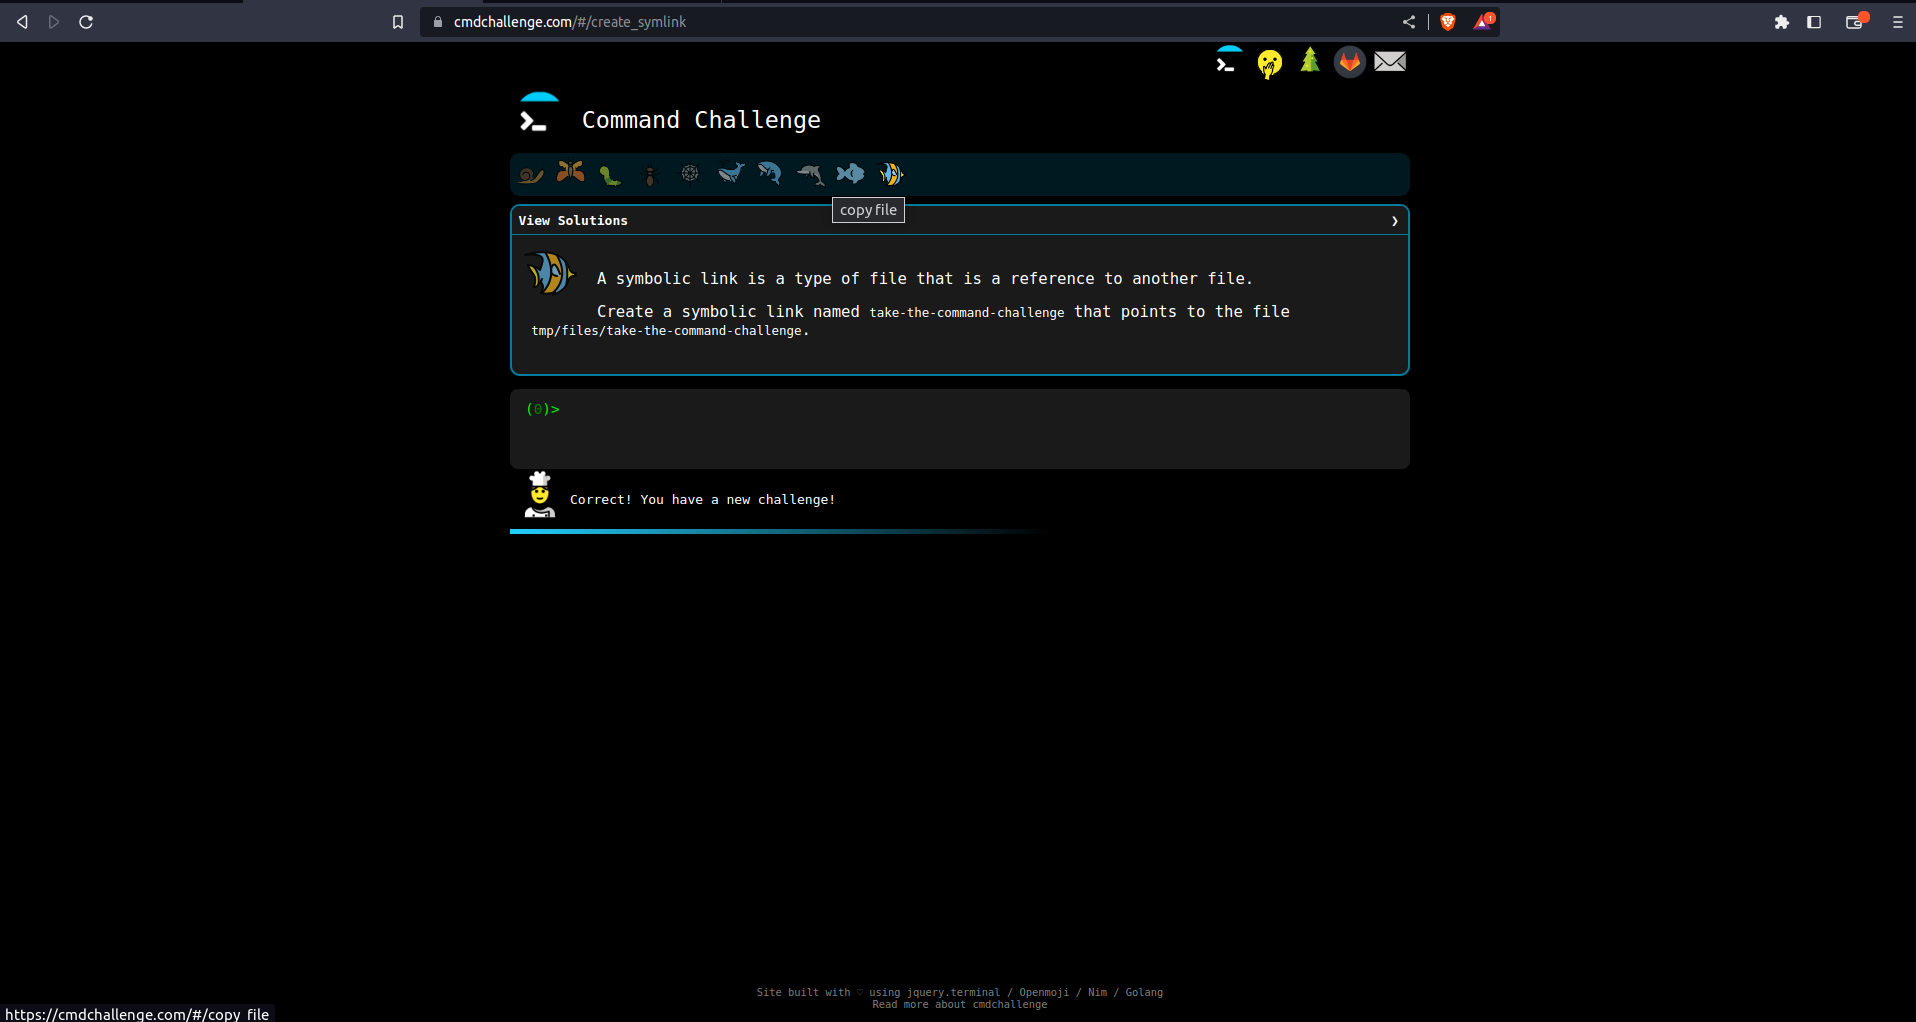 cmdchallenge.com/#/create_symlink
1
Command Challenge
copy file
View Solutions
A symbolic link is a type of file that is a reference to another file.
Create a symbolic link named take-the-command-challenge that points to the file
tmp/files/take-the-command-challenge.
(0)>
Correct! You have a new challenge!
Site built with ♡ using jquery.terminal / Openmoji / Nim / Golang
Read more about cmdchallenge
https://cmdchallenge.com/#/copy_file